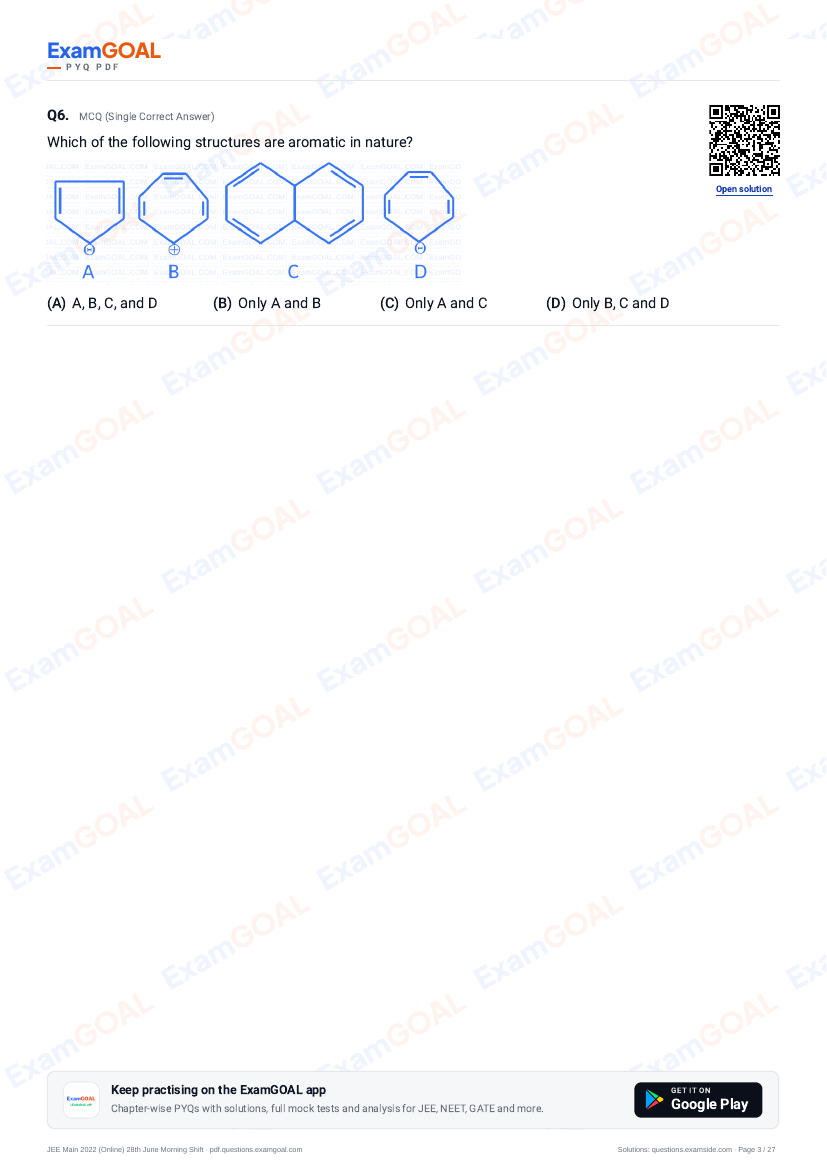 ExamGOAL
PYQ PDF
Q6. MCQ (Single Correct Answer)
Which of the following structures are aromatic in nature?
Open solution
A B C D
(A) A, B, C, and D (B) Only A and B (C) Only A and C (D) Only B, C and D
ExamGOAL
Keep practising on the ExamGOAL app
Chapter-wise PYQs with solutions, full mock tests and analysis for JEE, NEET, GATE and more.
GET IT ON
Google Play
JEE Main 2022 (Online) 28th June Morning Shift · pdf.questions.examgoal.com Solutions: questions.examside.com · Page 3 / 27